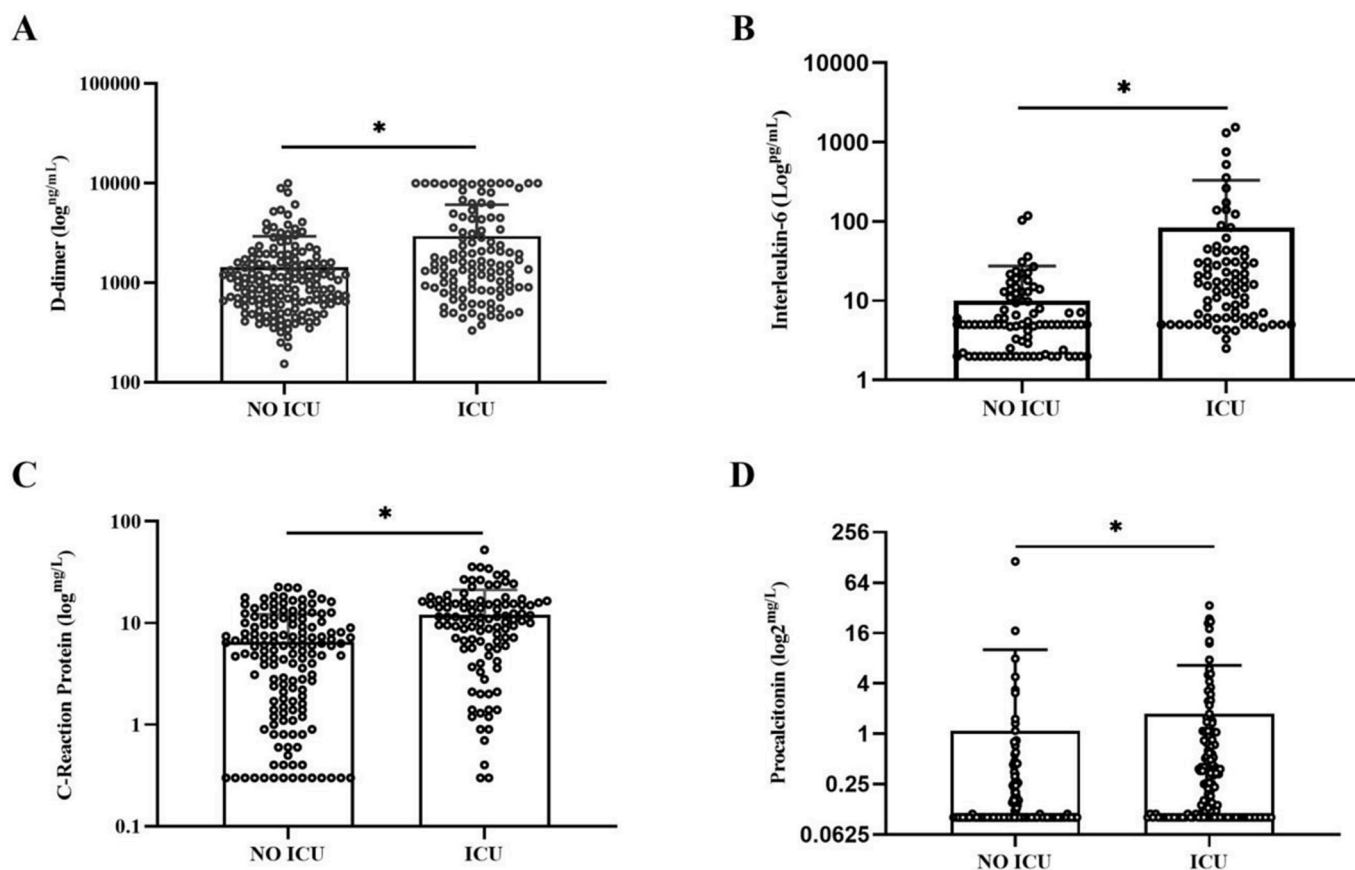 A
D-dimer (log^ng/mL)
100000
10000
1000
100
*
NO ICU
ICU
B
Interleukin-6 (Log^pg/mL)
10000
1000
100
10
1
*
NO ICU
ICU
C
C-Reaction Protein (log^mg/L)
100
10
1
0.1
*
NO ICU
ICU
D
Procalcitonin (log2^mg/L)
256
64
16
4
1
0.25
0.0625
*
NO ICU
ICU